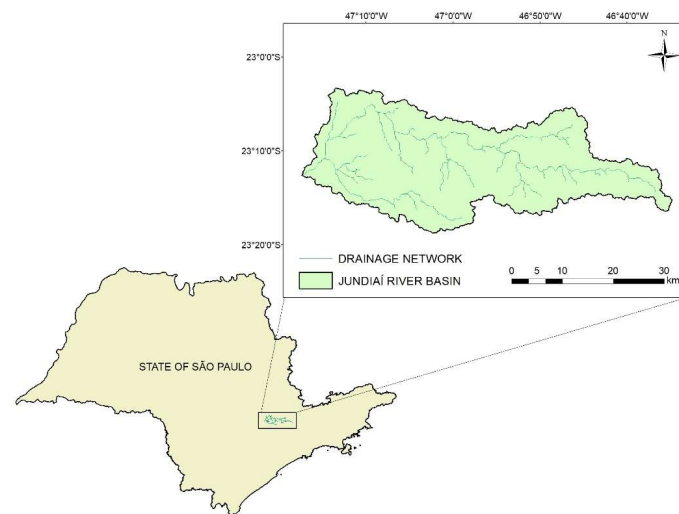 47°10'0"W 47°0'0"W 46°50'0"W 46°40'0"W
N
23°0'0"S
23°10'0"S
23°20'0"S
DRAINAGE NETWORK
JUNDIAÍ RIVER BASIN
0 5 10 20 30
km
STATE OF SÃO PAULO